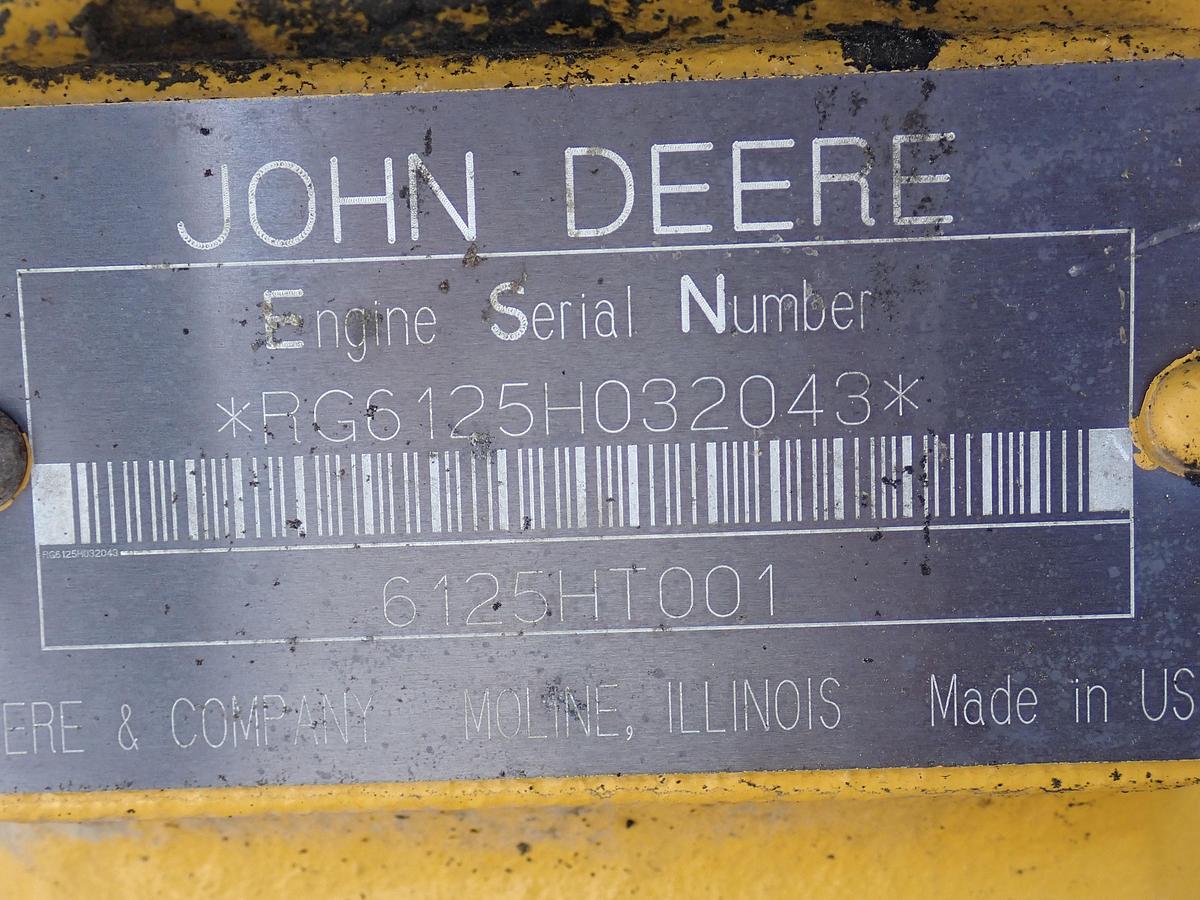 JOHN DEERE
Engine Serial Number
*RG6125H032043*
RG6125H032043
6125HT001
ERE & COMPANY MOLINE, ILLINOIS Made in US